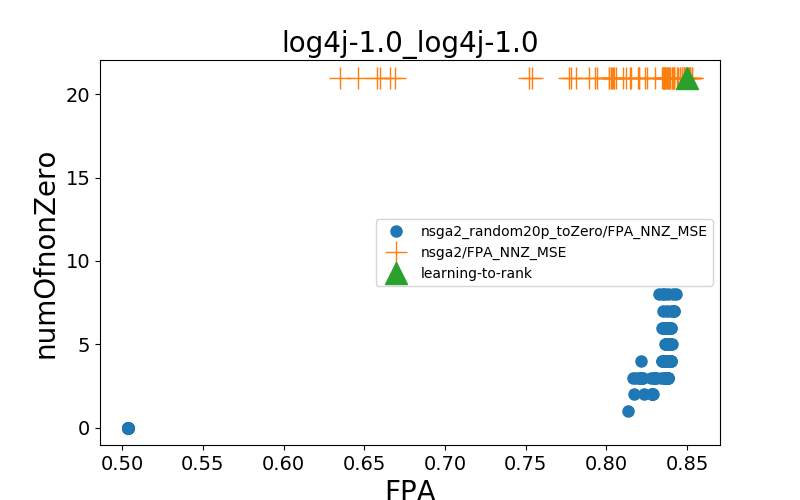 log4j-1.0_log4j-1.0
numOfnonZero
20
15
10
5
0
nsga2_random20p_toZero/FPA_NNZ_MSE
nsga2/FPA_NNZ_MSE
learning-to-rank
0.50 0.55 0.60 0.65 0.70 0.75 0.80 0.85
FPA